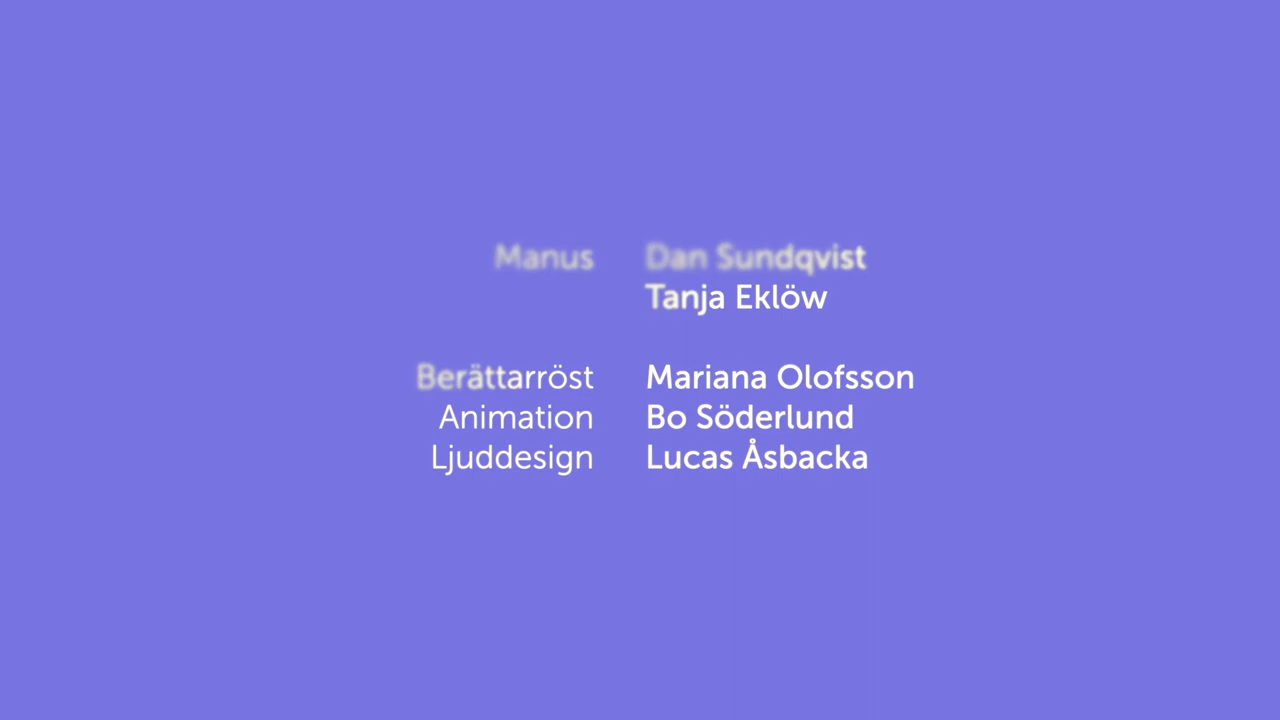 Manus Dan Sundqvist
Tanja Eklöw
Berättarröst Mariana Olofsson
Animation Bo Söderlund
Ljuddesign Lucas Åsbacka